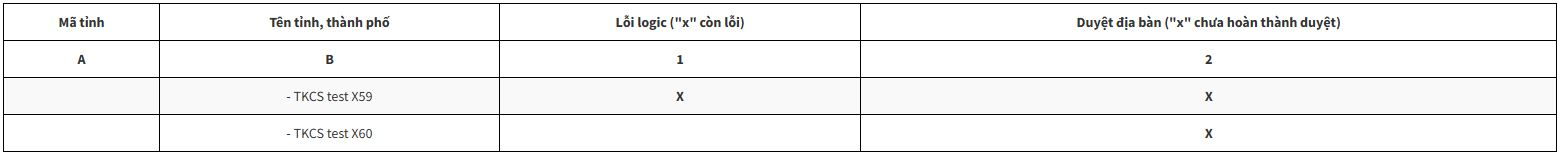 Mã tỉnh Tên tỉnh, thành phố Lỗi logic ("x" còn lỗi) Duyệt địa bàn ("x" chưa hoàn thành duyệt)
A B 1 2
- TKCS test X59 X X
- TKCS test X60 X